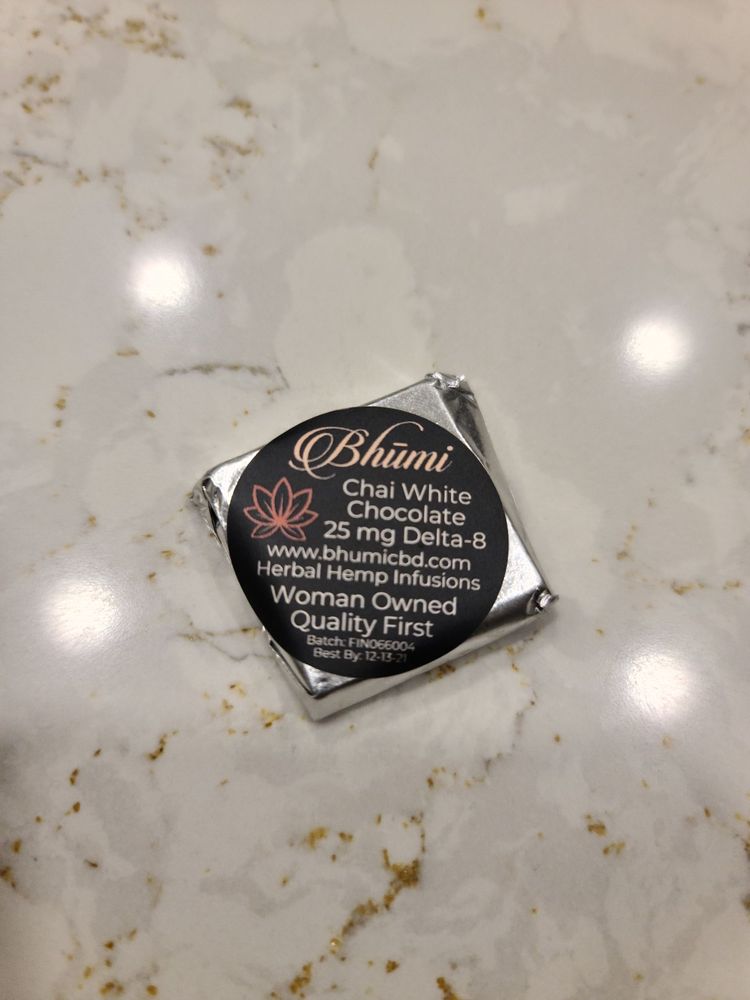 Bhūmi
Chai White
Chocolate
25 mg Delta-8
www.bhumicbd.com
Herbal Hemp Infusions
Woman Owned
Quality First
Batch: FIN066004
Best By: 12-13-21